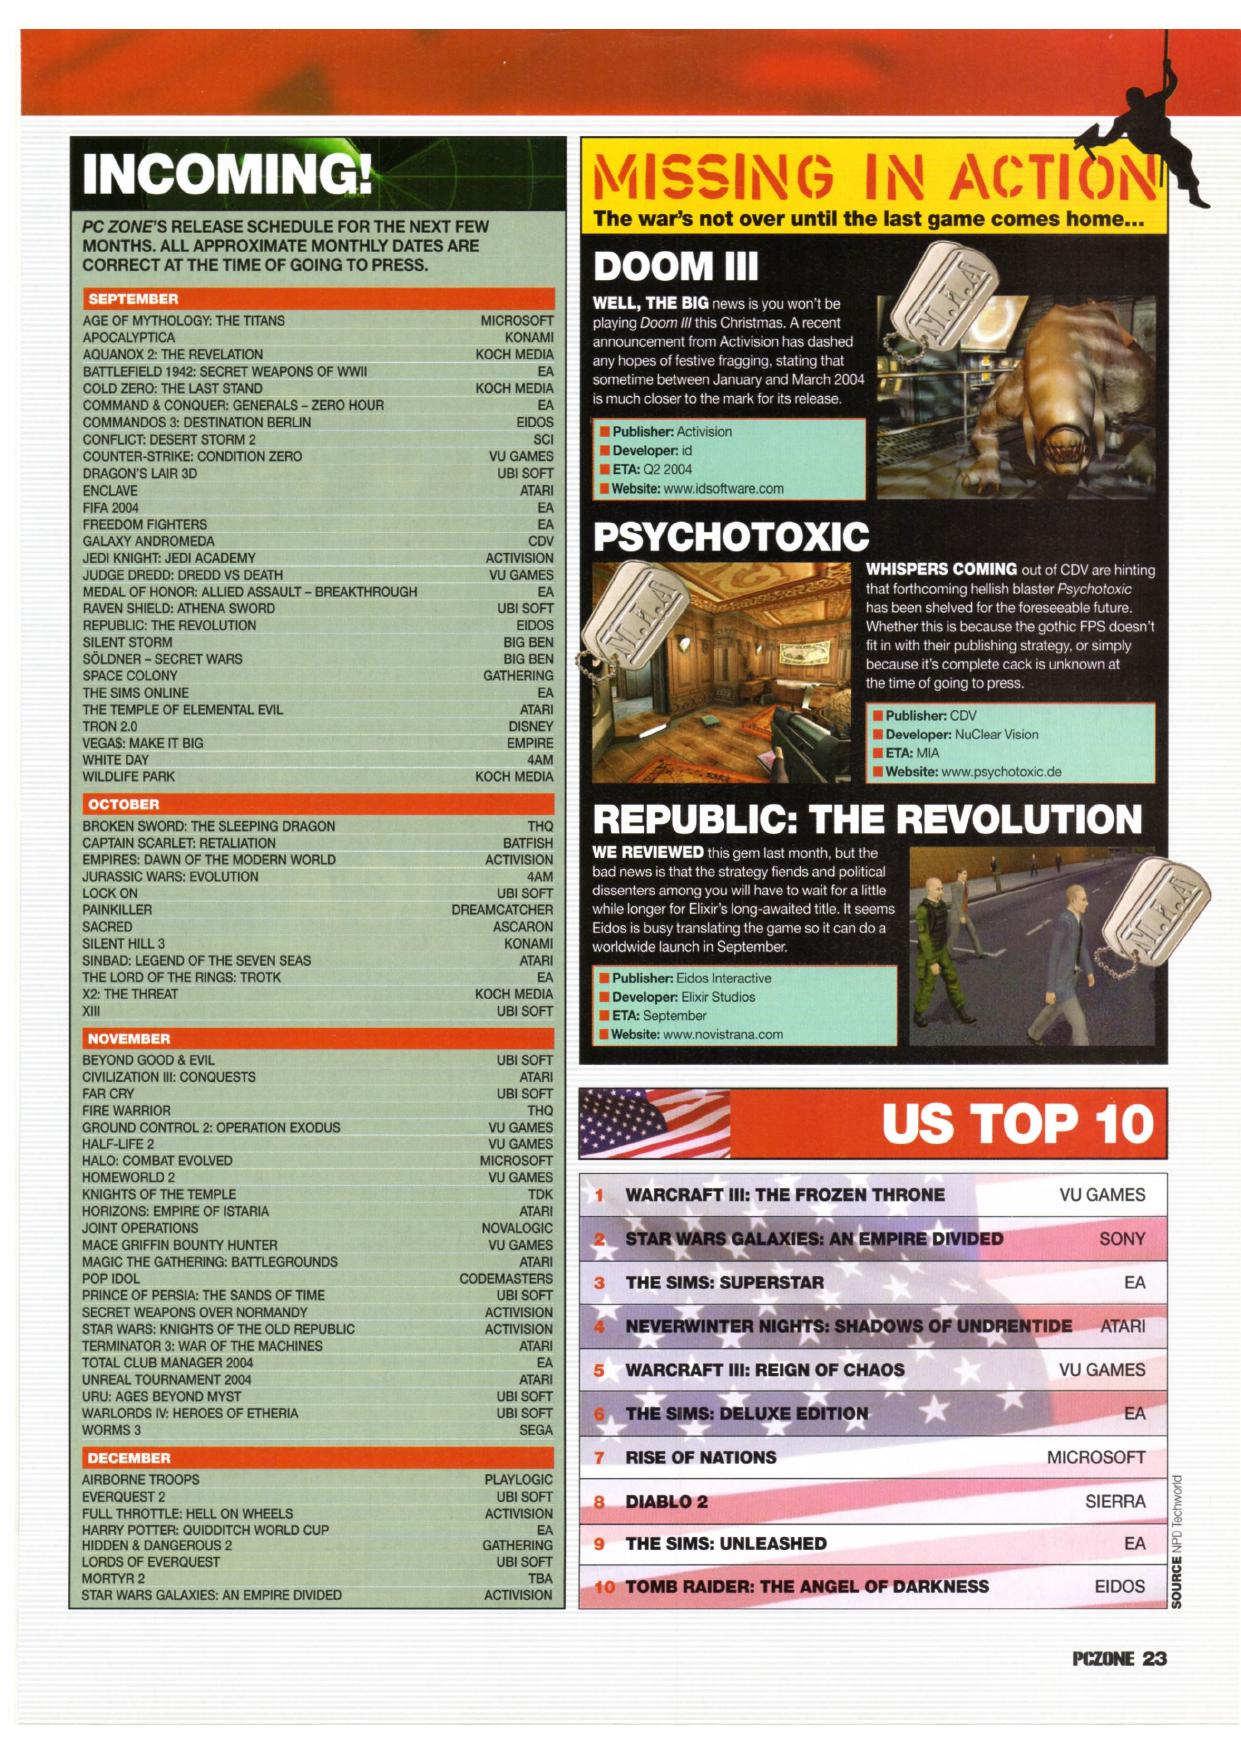 INCOMING!
PC ZONE'S RELEASE SCHEDULE FOR THE NEXT FEW
MONTHS. ALL APPROXIMATE MONTHLY DATES ARE
CORRECT AT THE TIME OF GOING TO PRESS.
SEPTEMBER
AGE OF MYTHOLOGY: THE TITANS MICROSOFT
APOCALYPTICA KONAMI
AQUANOX 2: THE REVELATION KOCH MEDIA
BATTLEFIELD 1942: SECRET WEAPONS OF WWII EA
COLD ZERO: THE LAST STAND KOCH MEDIA
COMMAND & CONQUER: GENERALS – ZERO HOUR EA
COMMANDOS 3: DESTINATION BERLIN EIDOS
CONFLICT: DESERT STORM 2 SCI
COUNTER-STRIKE: CONDITION ZERO VU GAMES
DRAGON'S LAIR 3D UBI SOFT
ENCLAVE ATARI
FIFA 2004 EA
FREEDOM FIGHTERS EA
GALAXY ANDROMEDA CDV
JEDI KNIGHT: JEDI ACADEMY ACTIVISION
JUDGE DREDD: DREDD VS DEATH VU GAMES
MEDAL OF HONOR: ALLIED ASSAULT – BREAKTHROUGH EA
RAVEN SHIELD: ATHENA SWORD UBI SOFT
REPUBLIC: THE REVOLUTION EIDOS
SILENT STORM BIG BEN
SÖLDNER – SECRET WARS BIG BEN
SPACE COLONY GATHERING
THE SIMS ONLINE EA
THE TEMPLE OF ELEMENTAL EVIL ATARI
TRON 2.0 DISNEY
VEGA$: MAKE IT BIG EMPIRE
WHITE DAY 4AM
WILDLIFE PARK KOCH MEDIA
OCTOBER
BROKEN SWORD: THE SLEEPING DRAGON THQ
CAPTAIN SCARLET: RETALIATION BATFISH
EMPIRES: DAWN OF THE MODERN WORLD ACTIVISION
JURASSIC WARS: EVOLUTION 4AM
LOCK ON UBI SOFT
PAINKILLER DREAMCATCHER
SACRED ASCARON
SILENT HILL 3 KONAMI
SINBAD: LEGEND OF THE SEVEN SEAS ATARI
THE LORD OF THE RINGS: TROTK EA
X2: THE THREAT KOCH MEDIA
XIII UBI SOFT
NOVEMBER
BEYOND GOOD & EVIL UBI SOFT
CIVILIZATION III: CONQUESTS ATARI
FAR CRY UBI SOFT
FIRE WARRIOR THQ
GROUND CONTROL 2: OPERATION EXODUS VU GAMES
HALF-LIFE 2 VU GAMES
HALO: COMBAT EVOLVED MICROSOFT
HOMEWORLD 2 VU GAMES
KNIGHTS OF THE TEMPLE TDK
HORIZONS: EMPIRE OF ISTARIA ATARI
JOINT OPERATIONS NOVALOGIC
MACE GRIFFIN BOUNTY HUNTER VU GAMES
MAGIC THE GATHERING: BATTLEGROUNDS ATARI
POP IDOL CODEMASTERS
PRINCE OF PERSIA: THE SANDS OF TIME UBI SOFT
SECRET WEAPONS OVER NORMANDY ACTIVISION
STAR WARS: KNIGHTS OF THE OLD REPUBLIC ACTIVISION
TERMINATOR 3: WAR OF THE MACHINES ATARI
TOTAL CLUB MANAGER 2004 EA
UNREAL TOURNAMENT 2004 ATARI
URU: AGES BEYOND MYST UBI SOFT
WARLORDS IV: HEROES OF ETHERIA UBI SOFT
WORMS 3 SEGA
DECEMBER
AIRBORNE TROOPS PLAYLOGIC
EVERQUEST 2 UBI SOFT
FULL THROTTLE: HELL ON WHEELS ACTIVISION
HARRY POTTER: QUIDDITCH WORLD CUP EA
HIDDEN & DANGEROUS 2 GATHERING
LORDS OF EVERQUEST UBI SOFT
MORTYR 2 TBA
STAR WARS GALAXIES: AN EMPIRE DIVIDED ACTIVISION
MISSING IN ACTION
The war's not over until the last game comes home...
DOOM III
WELL, THE BIG news is you won't be
playing Doom III this Christmas. A recent
announcement from Activision has dashed
any hopes of festive fragging, stating that
sometime between January and March 2004
is much closer to the mark for its release.
Publisher: Activision
Developer: id
ETA: Q2 2004
Website: www.idsoftware.com
M.I.A
PSYCHOTOXIC
M.I.A
WHISPERS COMING out of CDV are hinting
that forthcoming hellish blaster Psychotoxic
has been shelved for the foreseeable future.
Whether this is because the gothic FPS doesn't
fit in with their publishing strategy, or simply
because it's complete cack is unknown at
the time of going to press.
Publisher: CDV
Developer: NuClear Vision
ETA: MIA
Website: www.psychotoxic.de
REPUBLIC: THE REVOLUTION
WE REVIEWED this gem last month, but the
bad news is that the strategy fiends and political
dissenters among you will have to wait for a little
while longer for Elixir's long-awaited title. It seems
Eidos is busy translating the game so it can do a
worldwide launch in September.
Publisher: Eidos Interactive
Developer: Elixir Studios
ETA: September
Website: www.novistrana.com
M.I.A
US TOP 10
1 WARCRAFT III: THE FROZEN THRONE VU GAMES
2 STAR WARS GALAXIES: AN EMPIRE DIVIDED SONY
3 THE SIMS: SUPERSTAR EA
4 NEVERWINTER NIGHTS: SHADOWS OF UNDRENTIDE ATARI
5 WARCRAFT III: REIGN OF CHAOS VU GAMES
6 THE SIMS: DELUXE EDITION EA
7 RISE OF NATIONS MICROSOFT
8 DIABLO 2 SIERRA
9 THE SIMS: UNLEASHED EA
10 TOMB RAIDER: THE ANGEL OF DARKNESS EIDOS
SOURCE NPD Techworld
PCZONE 23